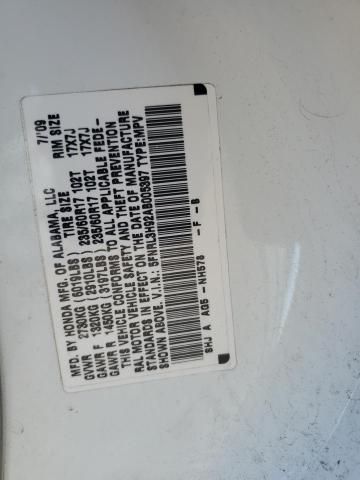 MFD. BY HONDA MFG. OF ALABAMA, LLC 7/'09
TIRE SIZE RIM SIZE
GVWR 2730KG (6019LBS)
GAWR F 1320KG (2910LBS) 235/60R17 102T 17X7J
GAWR R 1450KG (3197LBS) 235/60R17 102T 17X7J
THIS VEHICLE CONFORMS TO ALL APPLICABLE FEDE-
RAL MOTOR VEHICLE SAFETY AND THEFT PREVENTION
STANDARDS IN EFFECT ON THE DATE OF MANUFACTURE
SHOWN ABOVE. V.I.N.: 5FNRL3H92AB005397 TYPE:MPV
SHJ A AG5 -NH578 -F -B